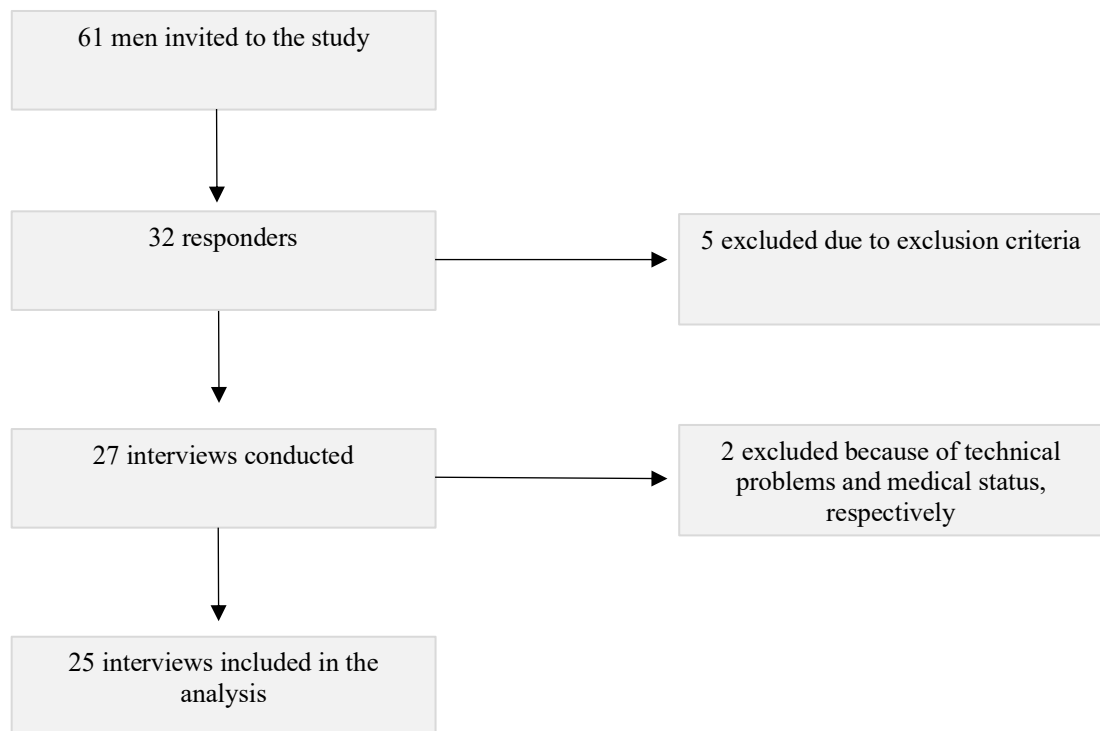 61 men invited to the study
32 responders
5 excluded due to exclusion criteria
27 interviews conducted
2 excluded because of technical
problems and medical status,
respectively
25 interviews included in the
analysis